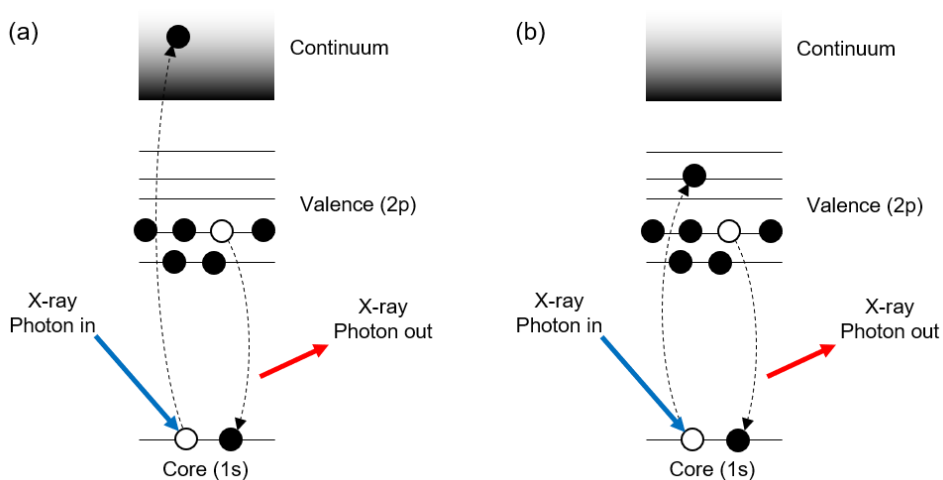 (a)
Continuum
Valence (2p)
X-ray
Photon in
X-ray
Photon out
Core (1s)
(b)
Continuum
Valence (2p)
X-ray
Photon in
X-ray
Photon out
Core (1s)